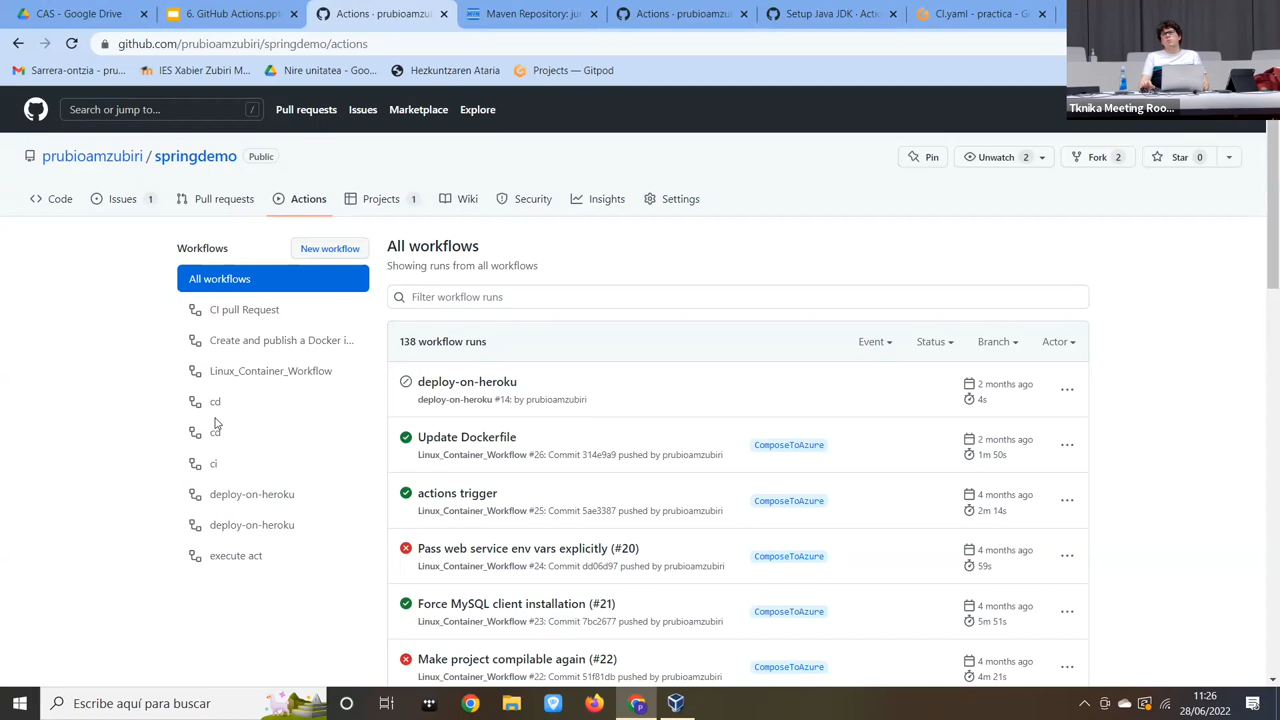 CAS - Google Drive
6. GitHub Actions.pp
Actions · prubioamzu
Maven Repository: jun
Actions · prubioamzu
Setup Java JDK · Action
CI.yaml - practica - G
github.com/prubioamzubiri/springdemo/actions
Sarrera-ontzia - pru...
IES Xabier Zubiri M...
Nire unitatea - Goo...
Hezkuntzaren Ataria
Projects — Gitpod
Tknika Meeting Roo...
Search or jump to...
/
Pull requests
Issues
Marketplace
Explore
prubioamzubiri / springdemo
Public
Pin
Unwatch 2
Fork 2
Star 0
Code
Issues 1
Pull requests
Actions
Projects 1
Wiki
Security
Insights
Settings
Workflows
New workflow
All workflows
CI pull Request
Create and publish a Docker i...
Linux_Container_Workflow
cd
cd
ci
deploy-on-heroku
deploy-on-heroku
execute act
All workflows
Showing runs from all workflows
Filter workflow runs
138 workflow runs
Event
Status
Branch
Actor
deploy-on-heroku
deploy-on-heroku #14: by prubioamzubiri
2 months ago
4s
Update Dockerfile
Linux_Container_Workflow #26: Commit 314e9a9 pushed by prubioamzubiri
ComposeToAzure
2 months ago
1m 50s
actions trigger
Linux_Container_Workflow #25: Commit 5ae3387 pushed by prubioamzubiri
ComposeToAzure
4 months ago
2m 14s
Pass web service env vars explicitly (#20)
Linux_Container_Workflow #24: Commit dd06d97 pushed by prubioamzubiri
ComposeToAzure
4 months ago
59s
Force MySQL client installation (#21)
Linux_Container_Workflow #23: Commit 7bc2677 pushed by prubioamzubiri
ComposeToAzure
4 months ago
5m 51s
Make project compilable again (#22)
Linux_Container_Workflow #22: Commit 51f81db pushed by prubioamzubiri
ComposeToAzure
4 months ago
4m 21s
Escribe aquí para buscar
11:26
28/06/2022